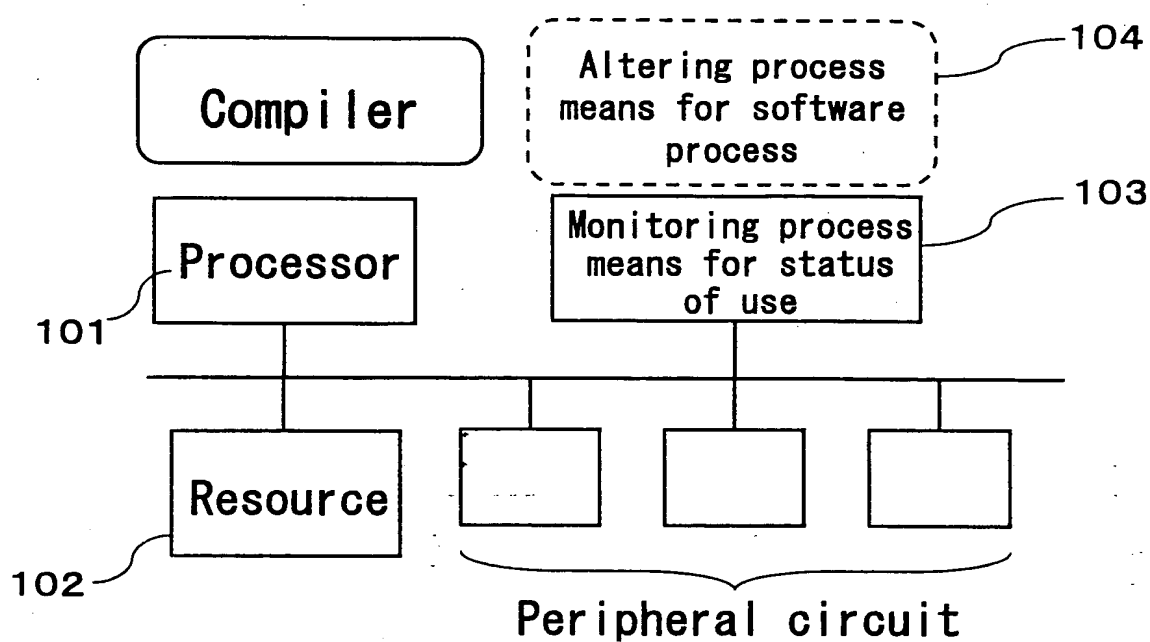 Compiler
Altering process
means for software
process
104
Processor
101
Monitoring process
means for status
of use
103
Resource
102
Peripheral circuit